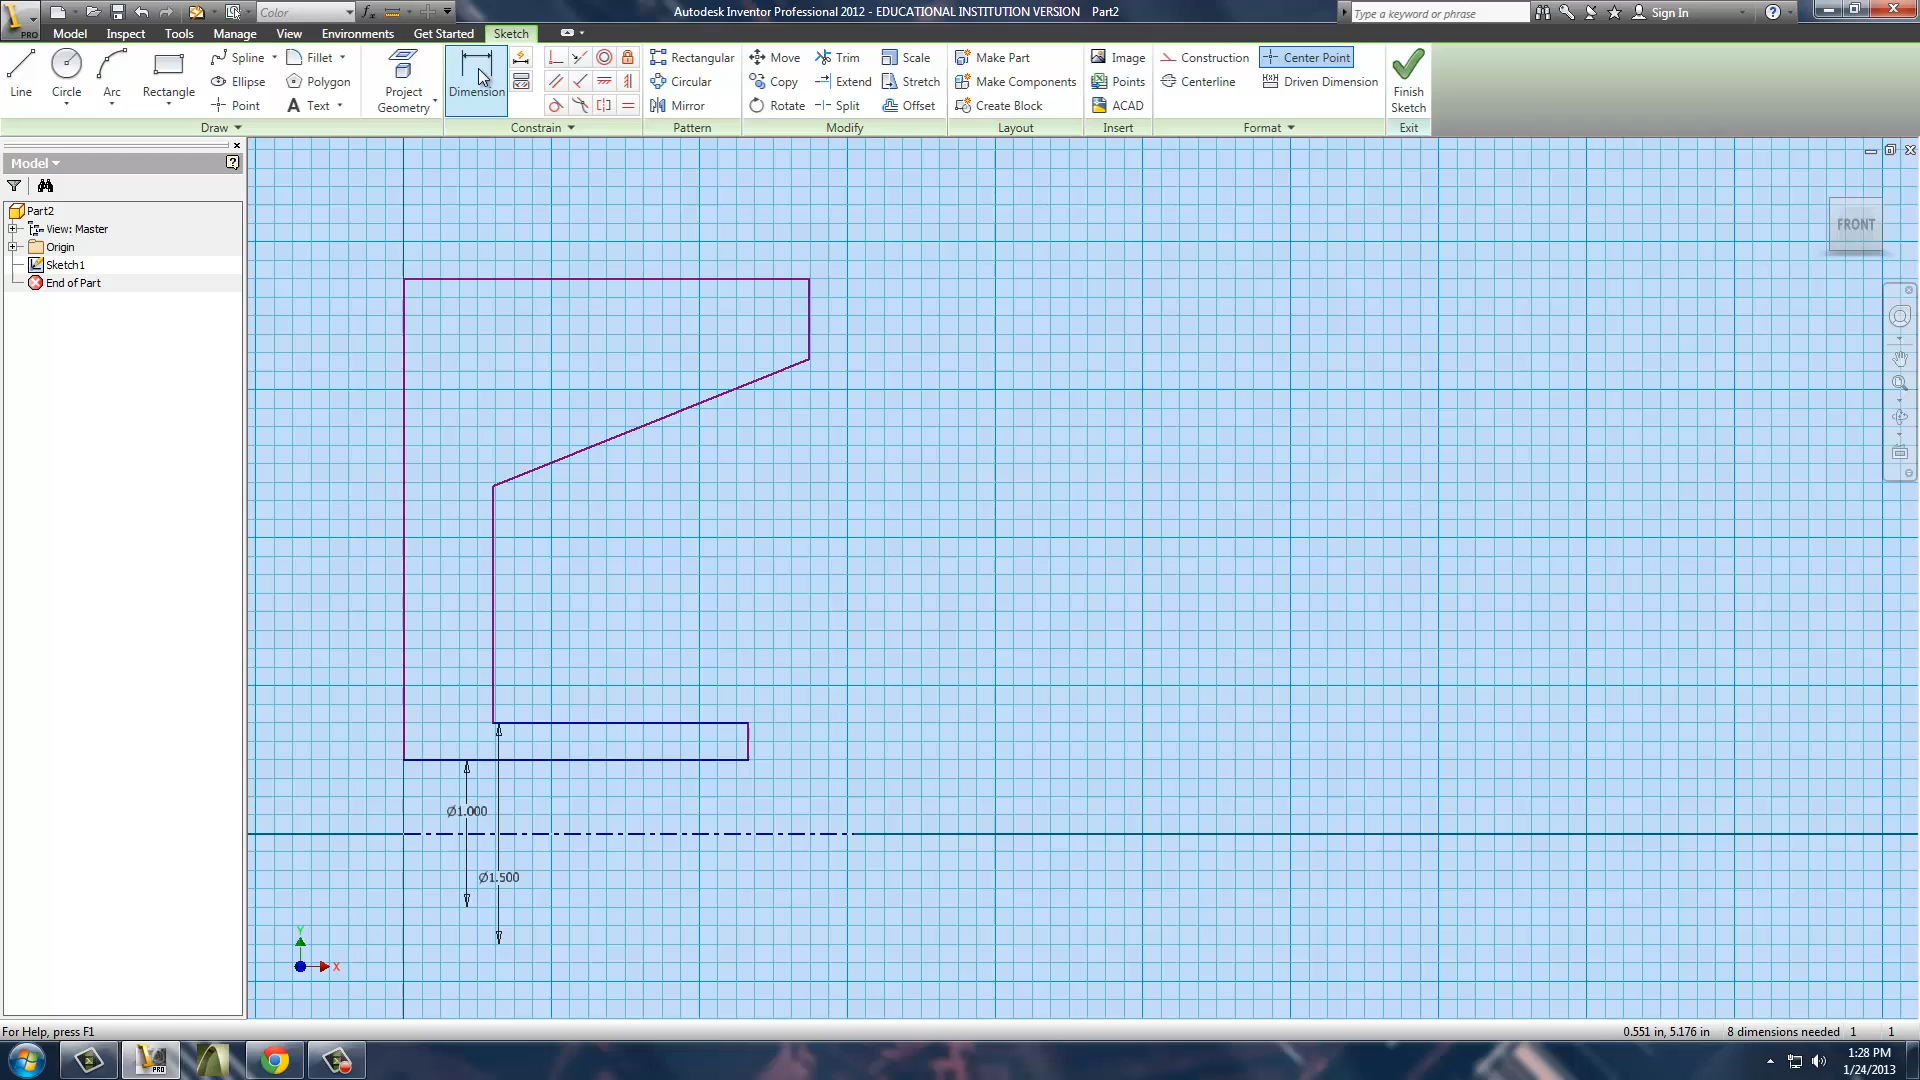 Color
Autodesk Inventor Professional 2012 - EDUCATIONAL INSTITUTION VERSION Part2
Type a keyword or phrase
Sign In
PRO
Model Inspect Tools Manage View Environments Get Started Sketch
Line Circle Arc Rectangle
Spline Fillet
Ellipse Polygon
Point Text
Project Geometry
Dimension
Rectangular
Circular
Mirror
Move Trim Scale
Copy Extend Stretch
Rotate Split Offset
Make Part
Make Components
Create Block
Image
Points
ACAD
Construction Center Point
Centerline Driven Dimension
Finish Sketch
Draw Constrain Pattern Modify Layout Insert Format Exit
Model
Part2
View: Master
Origin
Sketch1
End of Part
FRONT
Ø1.000
Ø1.500
Y
X
For Help, press F1
0.551 in, 5.176 in 8 dimensions needed 1 1
PRO
1:28 PM
1/24/2013